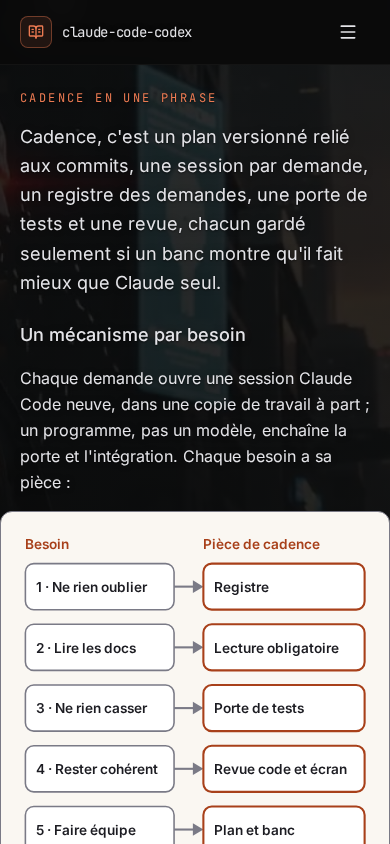 claude-code-codex
CADENCE EN UNE PHRASE
Cadence, c'est un plan versionné relié
aux commits, une session par demande,
un registre des demandes, une porte de
tests et une revue, chacun gardé
seulement si un banc montre qu'il fait
mieux que Claude seul.
Un mécanisme par besoin
Chaque demande ouvre une session Claude
Code neuve, dans une copie de travail à part ;
un programme, pas un modèle, enchaîne la
porte et l'intégration. Chaque besoin a sa
pièce :
Besoin
Pièce de cadence
1 · Ne rien oublier
Registre
2 · Lire les docs
Lecture obligatoire
3 · Ne rien casser
Porte de tests
4 · Rester cohérent
Revue code et écran
5 · Faire équipe
Plan et banc